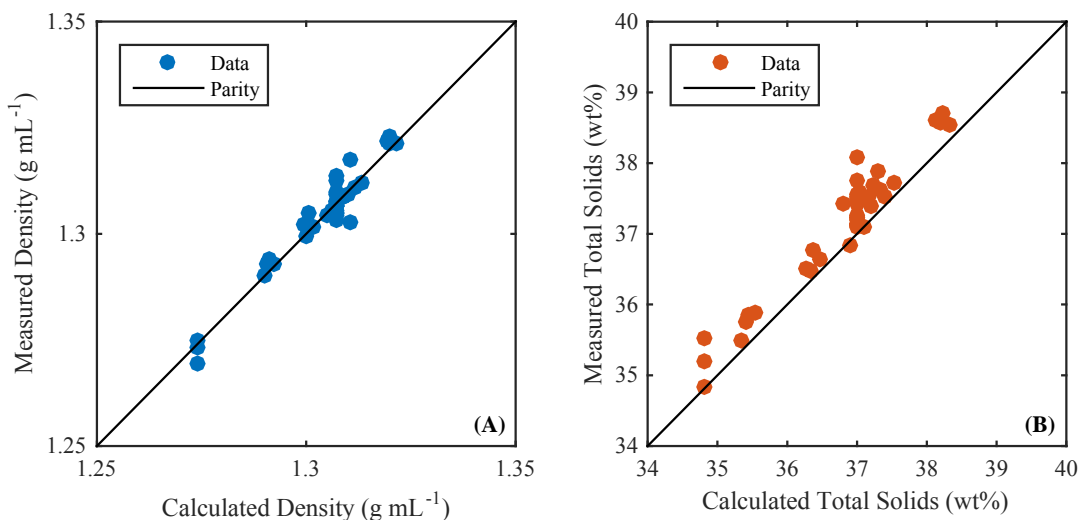 1.35
1.3
1.25
Measured Density (g mL⁻¹)
Data
Parity
(A)
1.25
1.3
1.35
Calculated Density (g mL⁻¹)
40
39
38
37
36
35
34
Measured Total Solids (wt%)
Data
Parity
(B)
34
35
36
37
38
39
40
Calculated Total Solids (wt%)